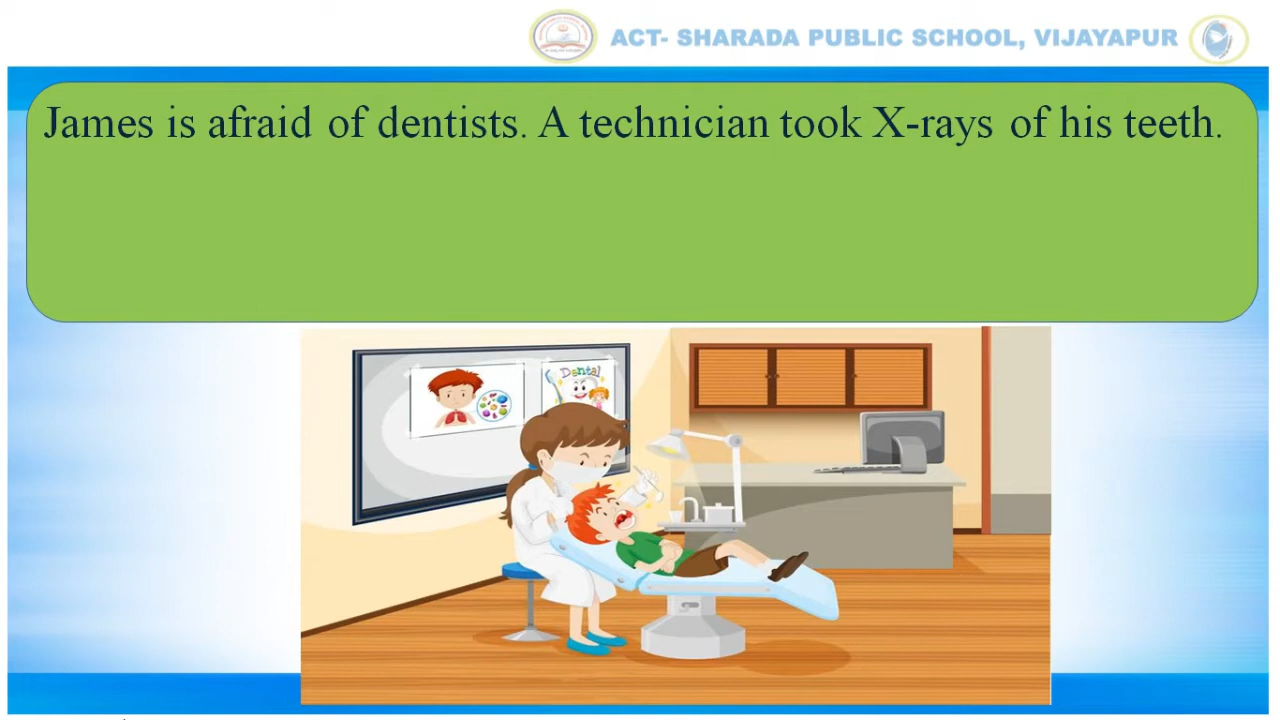 ACT- SHARADA PUBLIC SCHOOL, VIJAYAPUR
James is afraid of dentists. A technician took X-rays of his teeth.
Dental